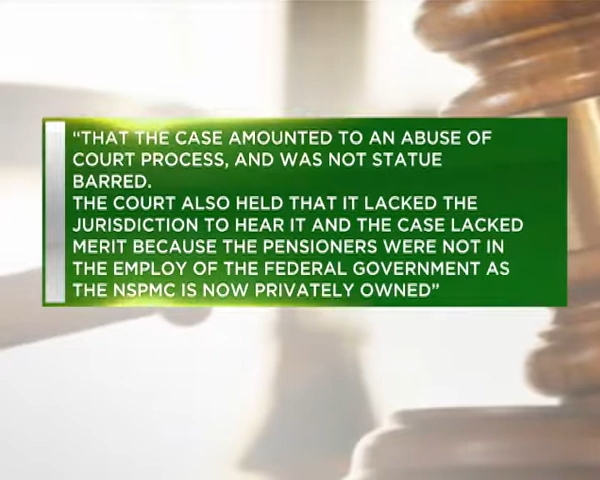 “THAT THE CASE AMOUNTED TO AN ABUSE OF
COURT PROCESS, AND WAS NOT STATUE
BARRED.
THE COURT ALSO HELD THAT IT LACKED THE
JURISDICTION TO HEAR IT AND THE CASE LACKED
MERIT BECAUSE THE PENSIONERS WERE NOT IN
THE EMPLOY OF THE FEDERAL GOVERNMENT AS
THE NSPMC IS NOW PRIVATELY OWNED”